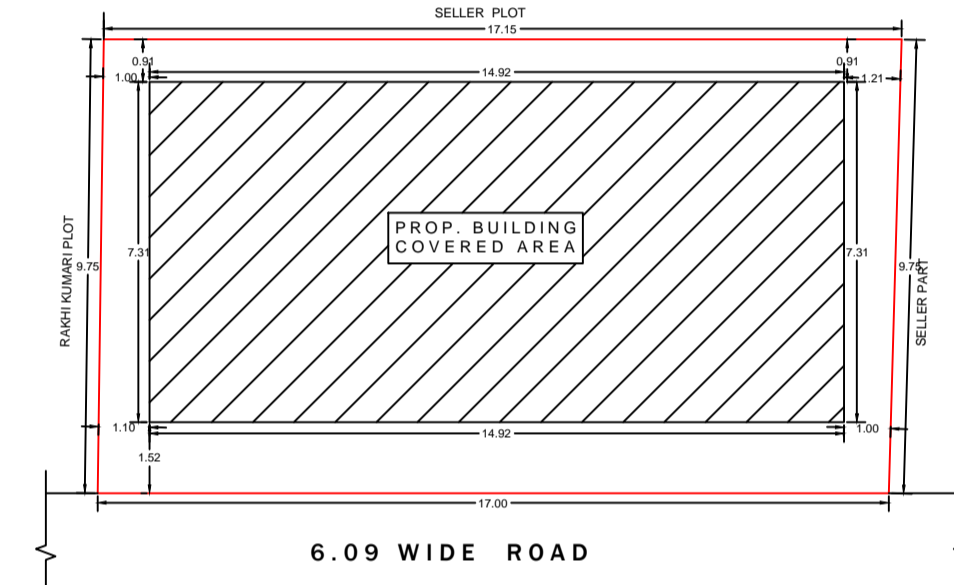 SELLER PLOT
17.15
0.91
0.91
1.00
14.92
1.21
PROP. BUILDING
COVERED AREA
7.31
7.31
RAKHI KUMARI PLOT
9.75
9.75
SELLER PART
1.10
14.92
1.00
1.52
17.00
6.09 WIDE ROAD